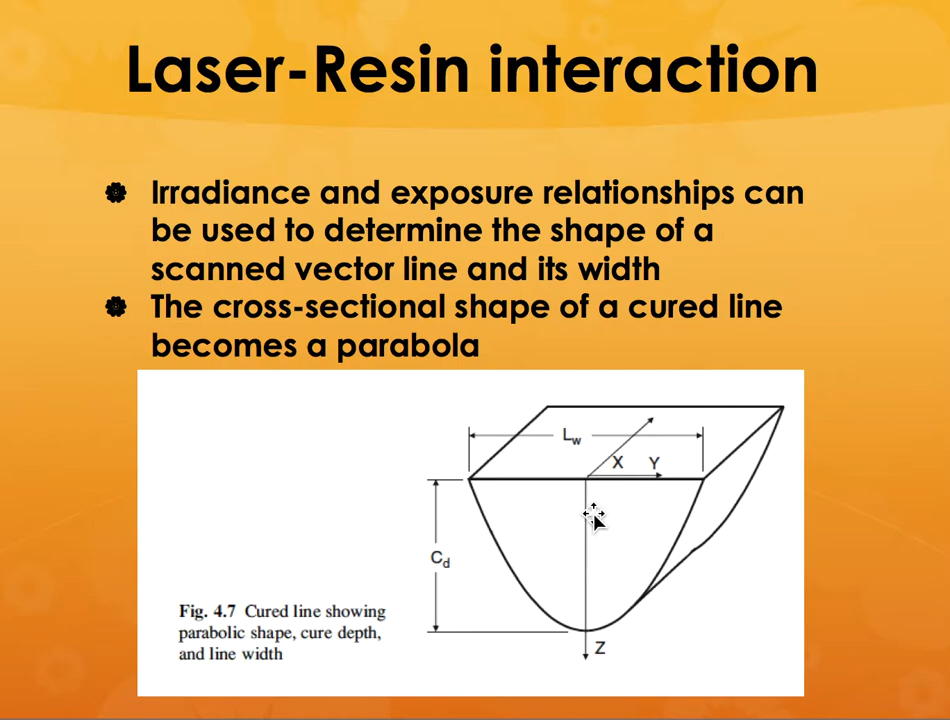 Laser-Resin interaction
Irradiance and exposure relationships can
be used to determine the shape of a
scanned vector line and its width
The cross-sectional shape of a cured line
becomes a parabola
Lw
X Y
Cd
Fig. 4.7 Cured line showing
parabolic shape, cure depth,
and line width
Z